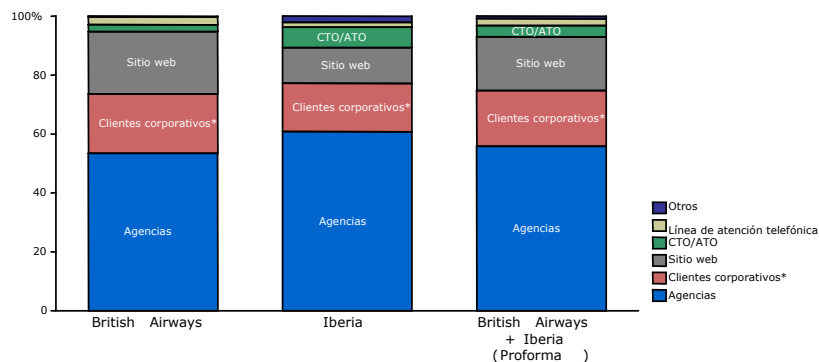 100%
80
60
40
20
0
CTO/ATO
CTO/ATO
Sitio web
Sitio web
Sitio web
Clientes corporativos*
Clientes corporativos*
Clientes corporativos*
Agencias
Agencias
Agencias
British Airways
Iberia
British Airways
+ Iberia
(Proforma )
Otros
Línea de atención telefónica
CTO/ATO
Sitio web
Clientes corporativos*
Agencias